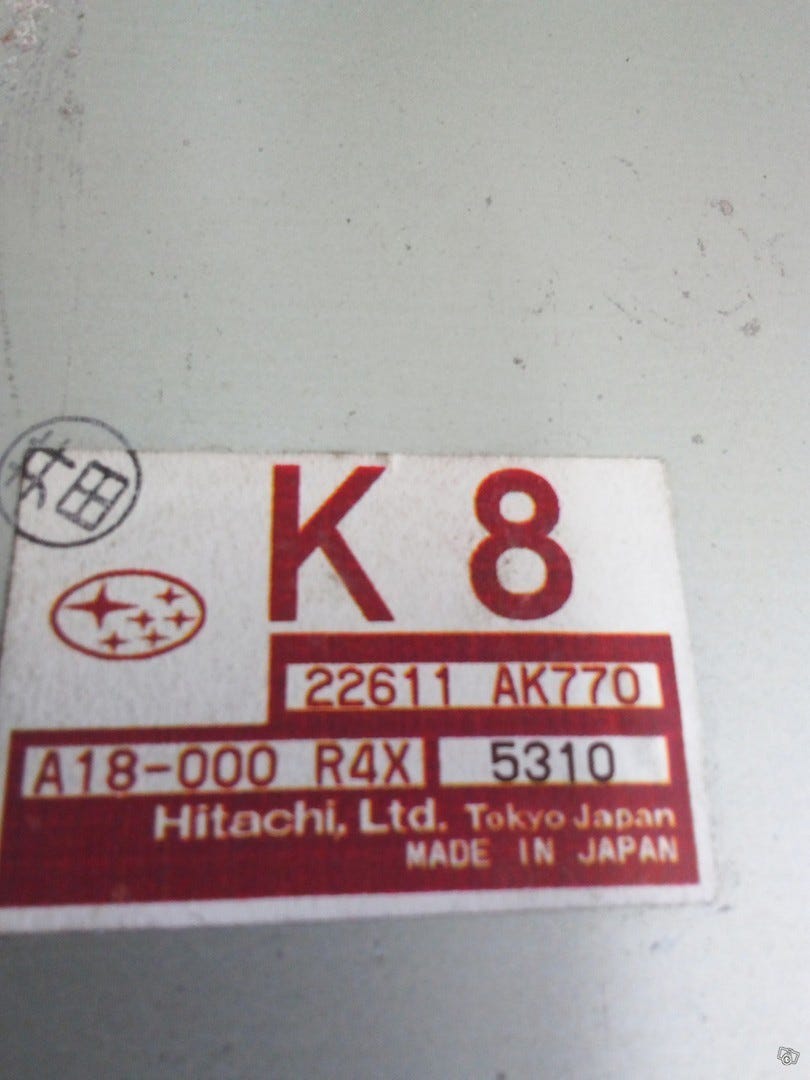 K 8
22611 AK770
A18-000 R4X 5310
Hitachi, Ltd. Tokyo Japan
MADE IN JAPAN